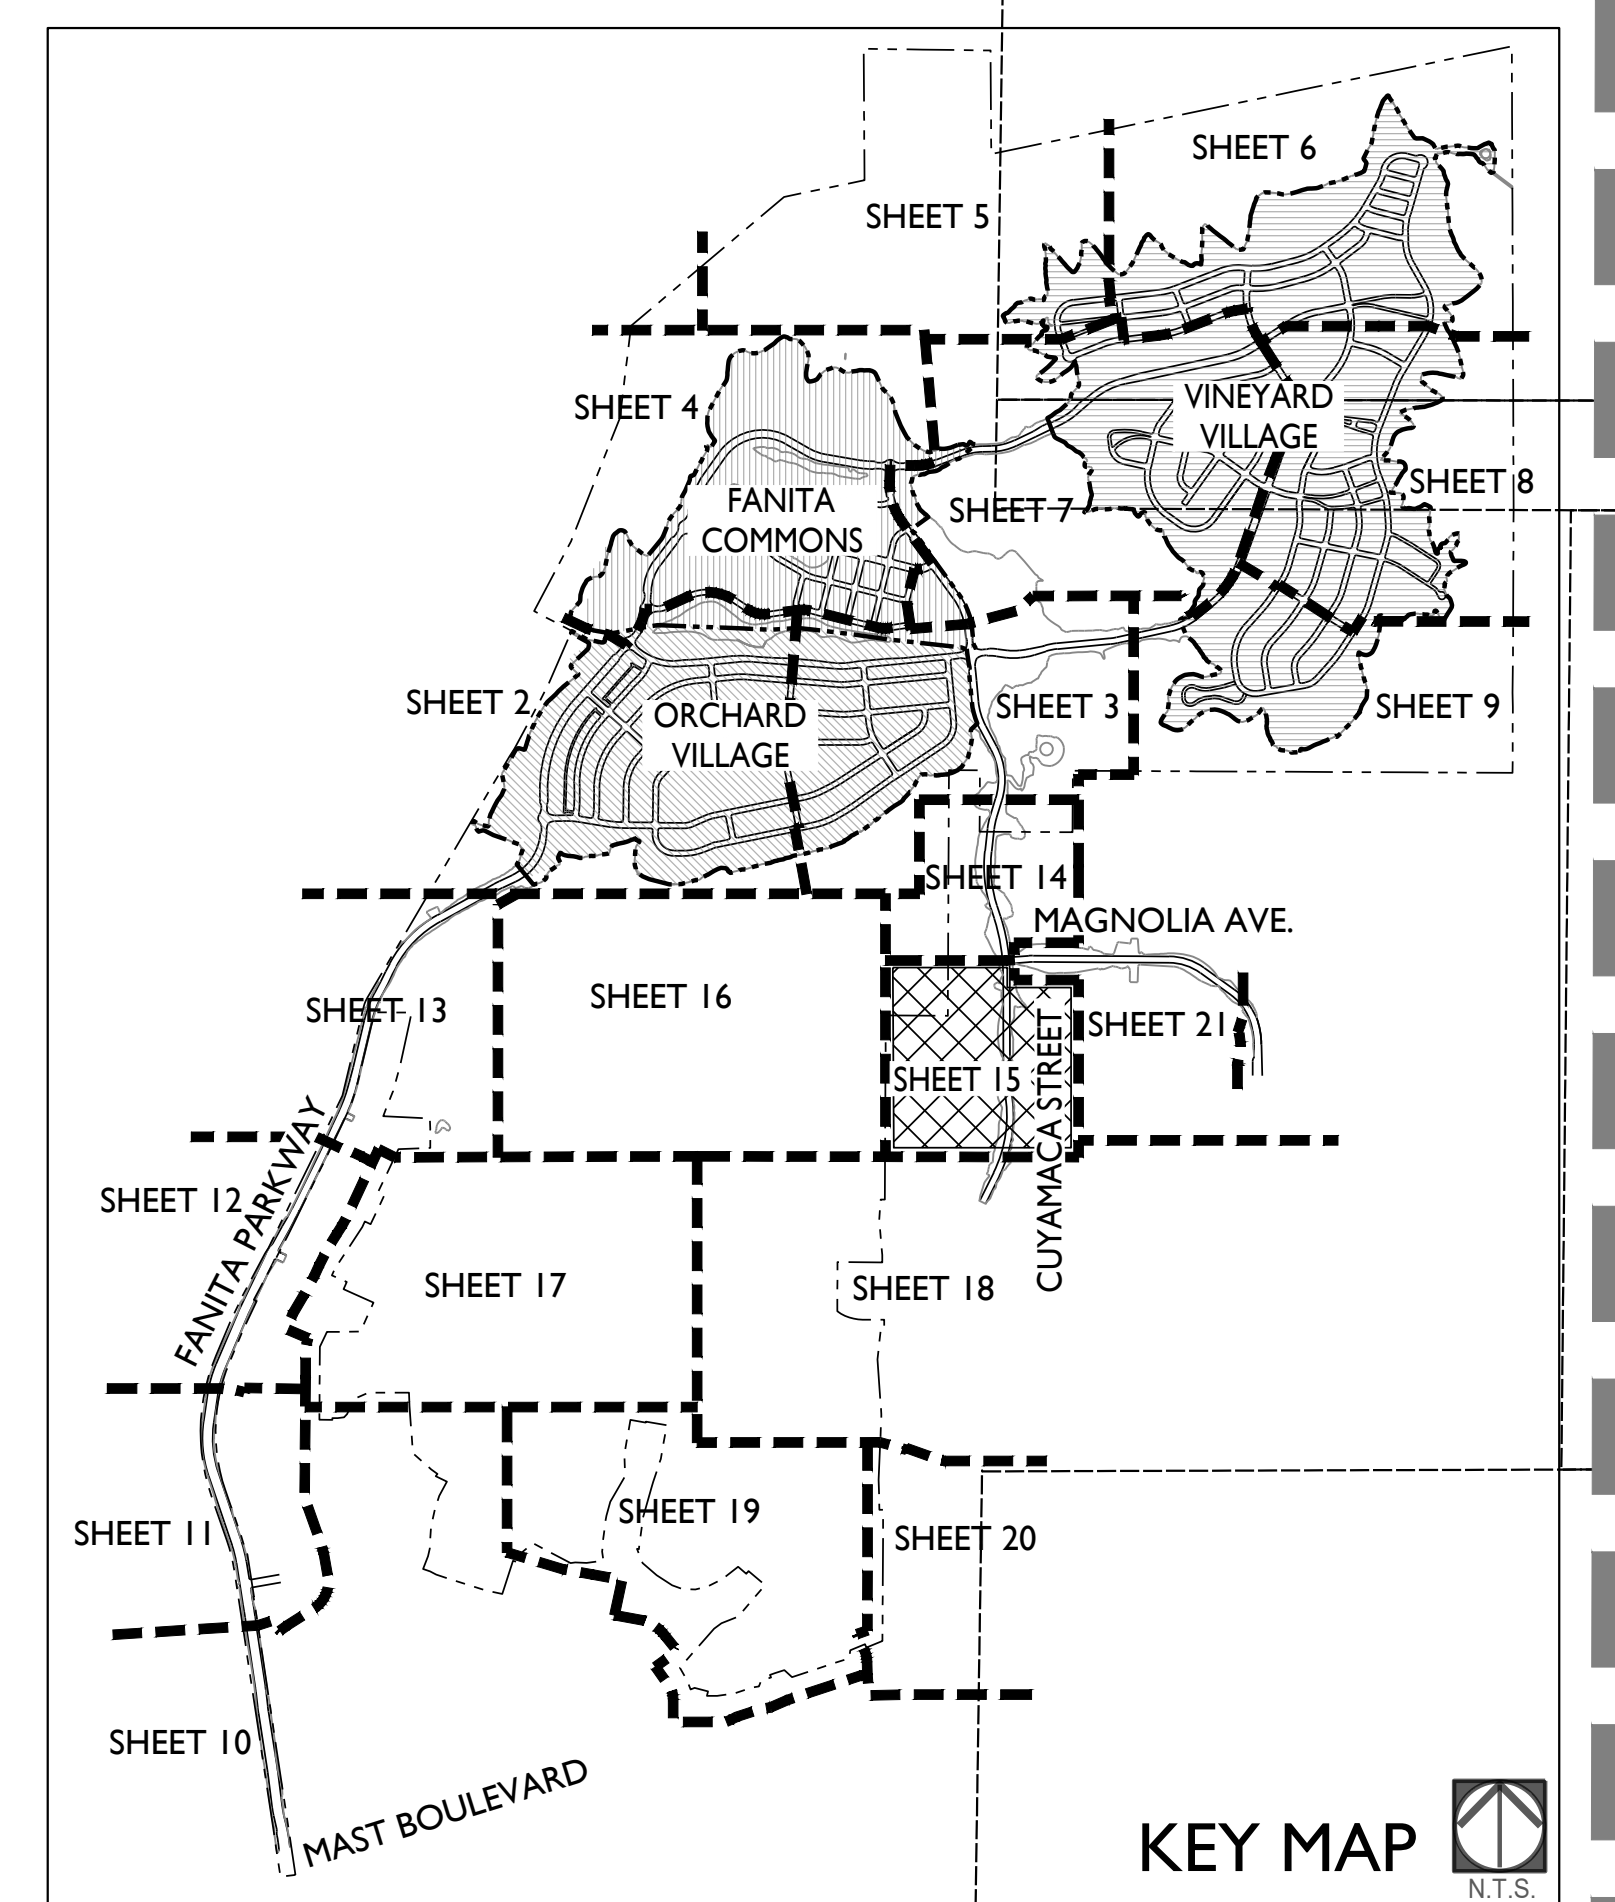 SHEET 6
SHEET 5
SHEET 4
VINEYARD
VILLAGE
SHEET 8
FANITA
COMMONS
SHEET 7
SHEET 2
ORCHARD
VILLAGE
SHEET 3
SHEET 9
SHEET 14
MAGNOLIA AVE.
SHEET 13
SHEET 16
SHEET 21
SHEET 15
CUYAMACA STREET
SHEET 12
FANITA PARKWAY
SHEET 17
SHEET 18
SHEET 11
SHEET 19
SHEET 20
SHEET 10
MAST BOULEVARD
KEY MAP
N.T.S.